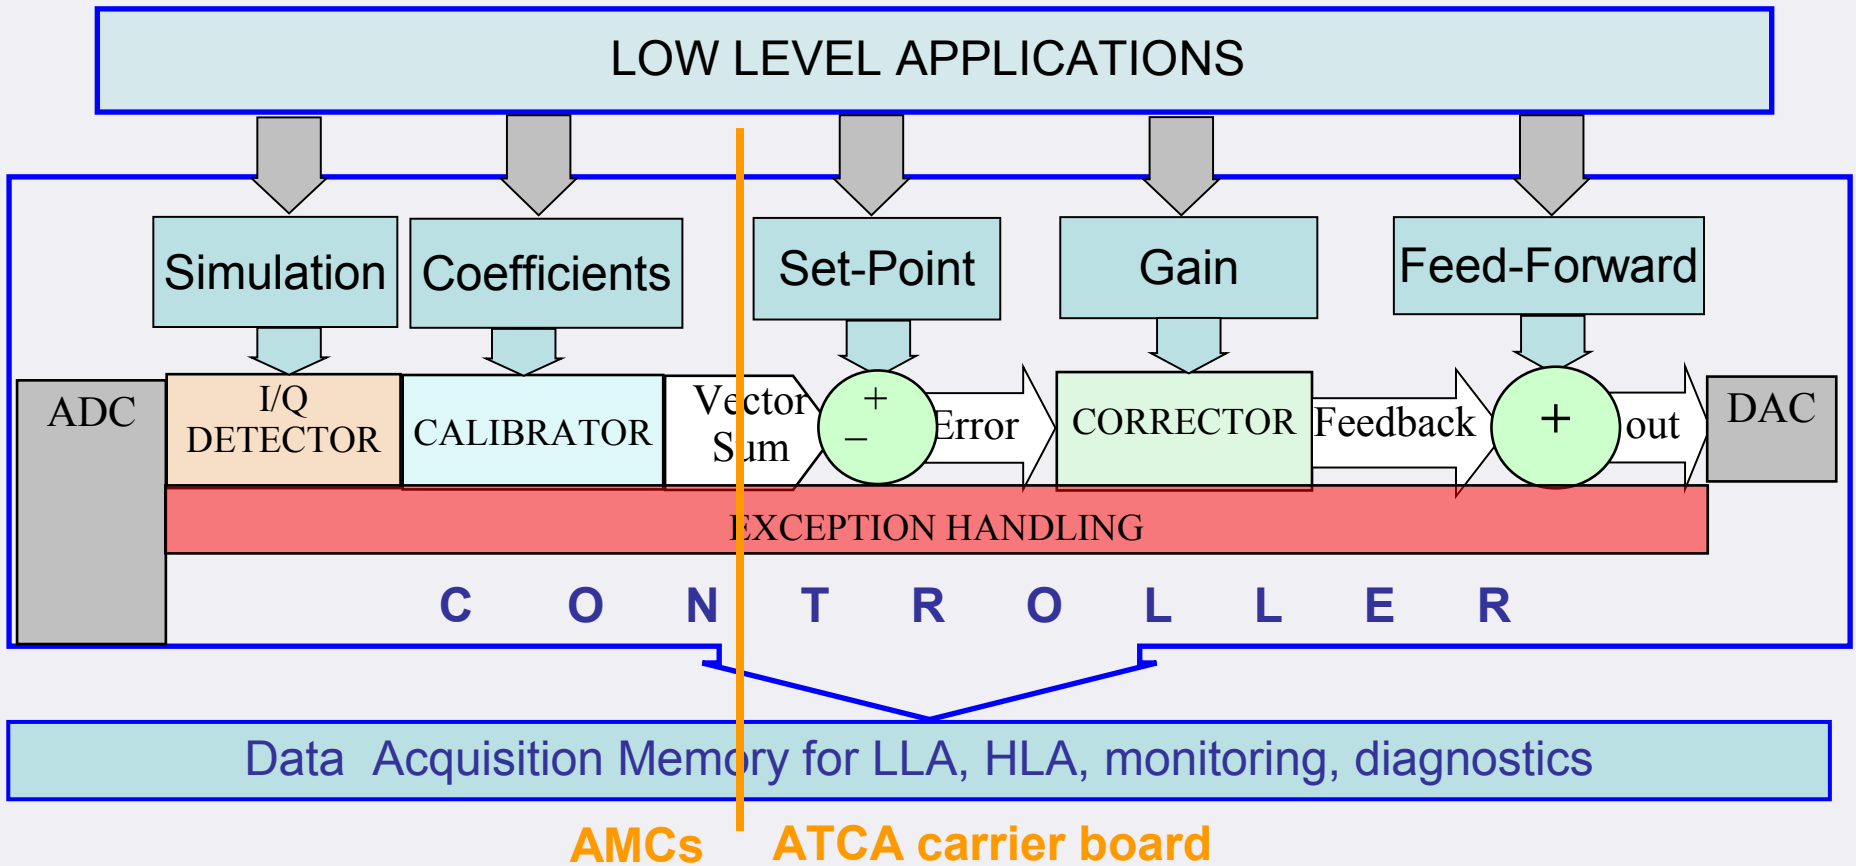 LOW LEVEL APPLICATIONS
Simulation
Coefficients
Set-Point
Gain
Feed-Forward
ADC
I/Q
DETECTOR
CALIBRATOR
Vector
Sum
+
−
Error
CORRECTOR
Feedback
+
out
DAC
EXCEPTION HANDLING
C O N T R O L L E R
Data Acquisition Memory for LLA, HLA, monitoring, diagnostics
AMCs
ATCA carrier board